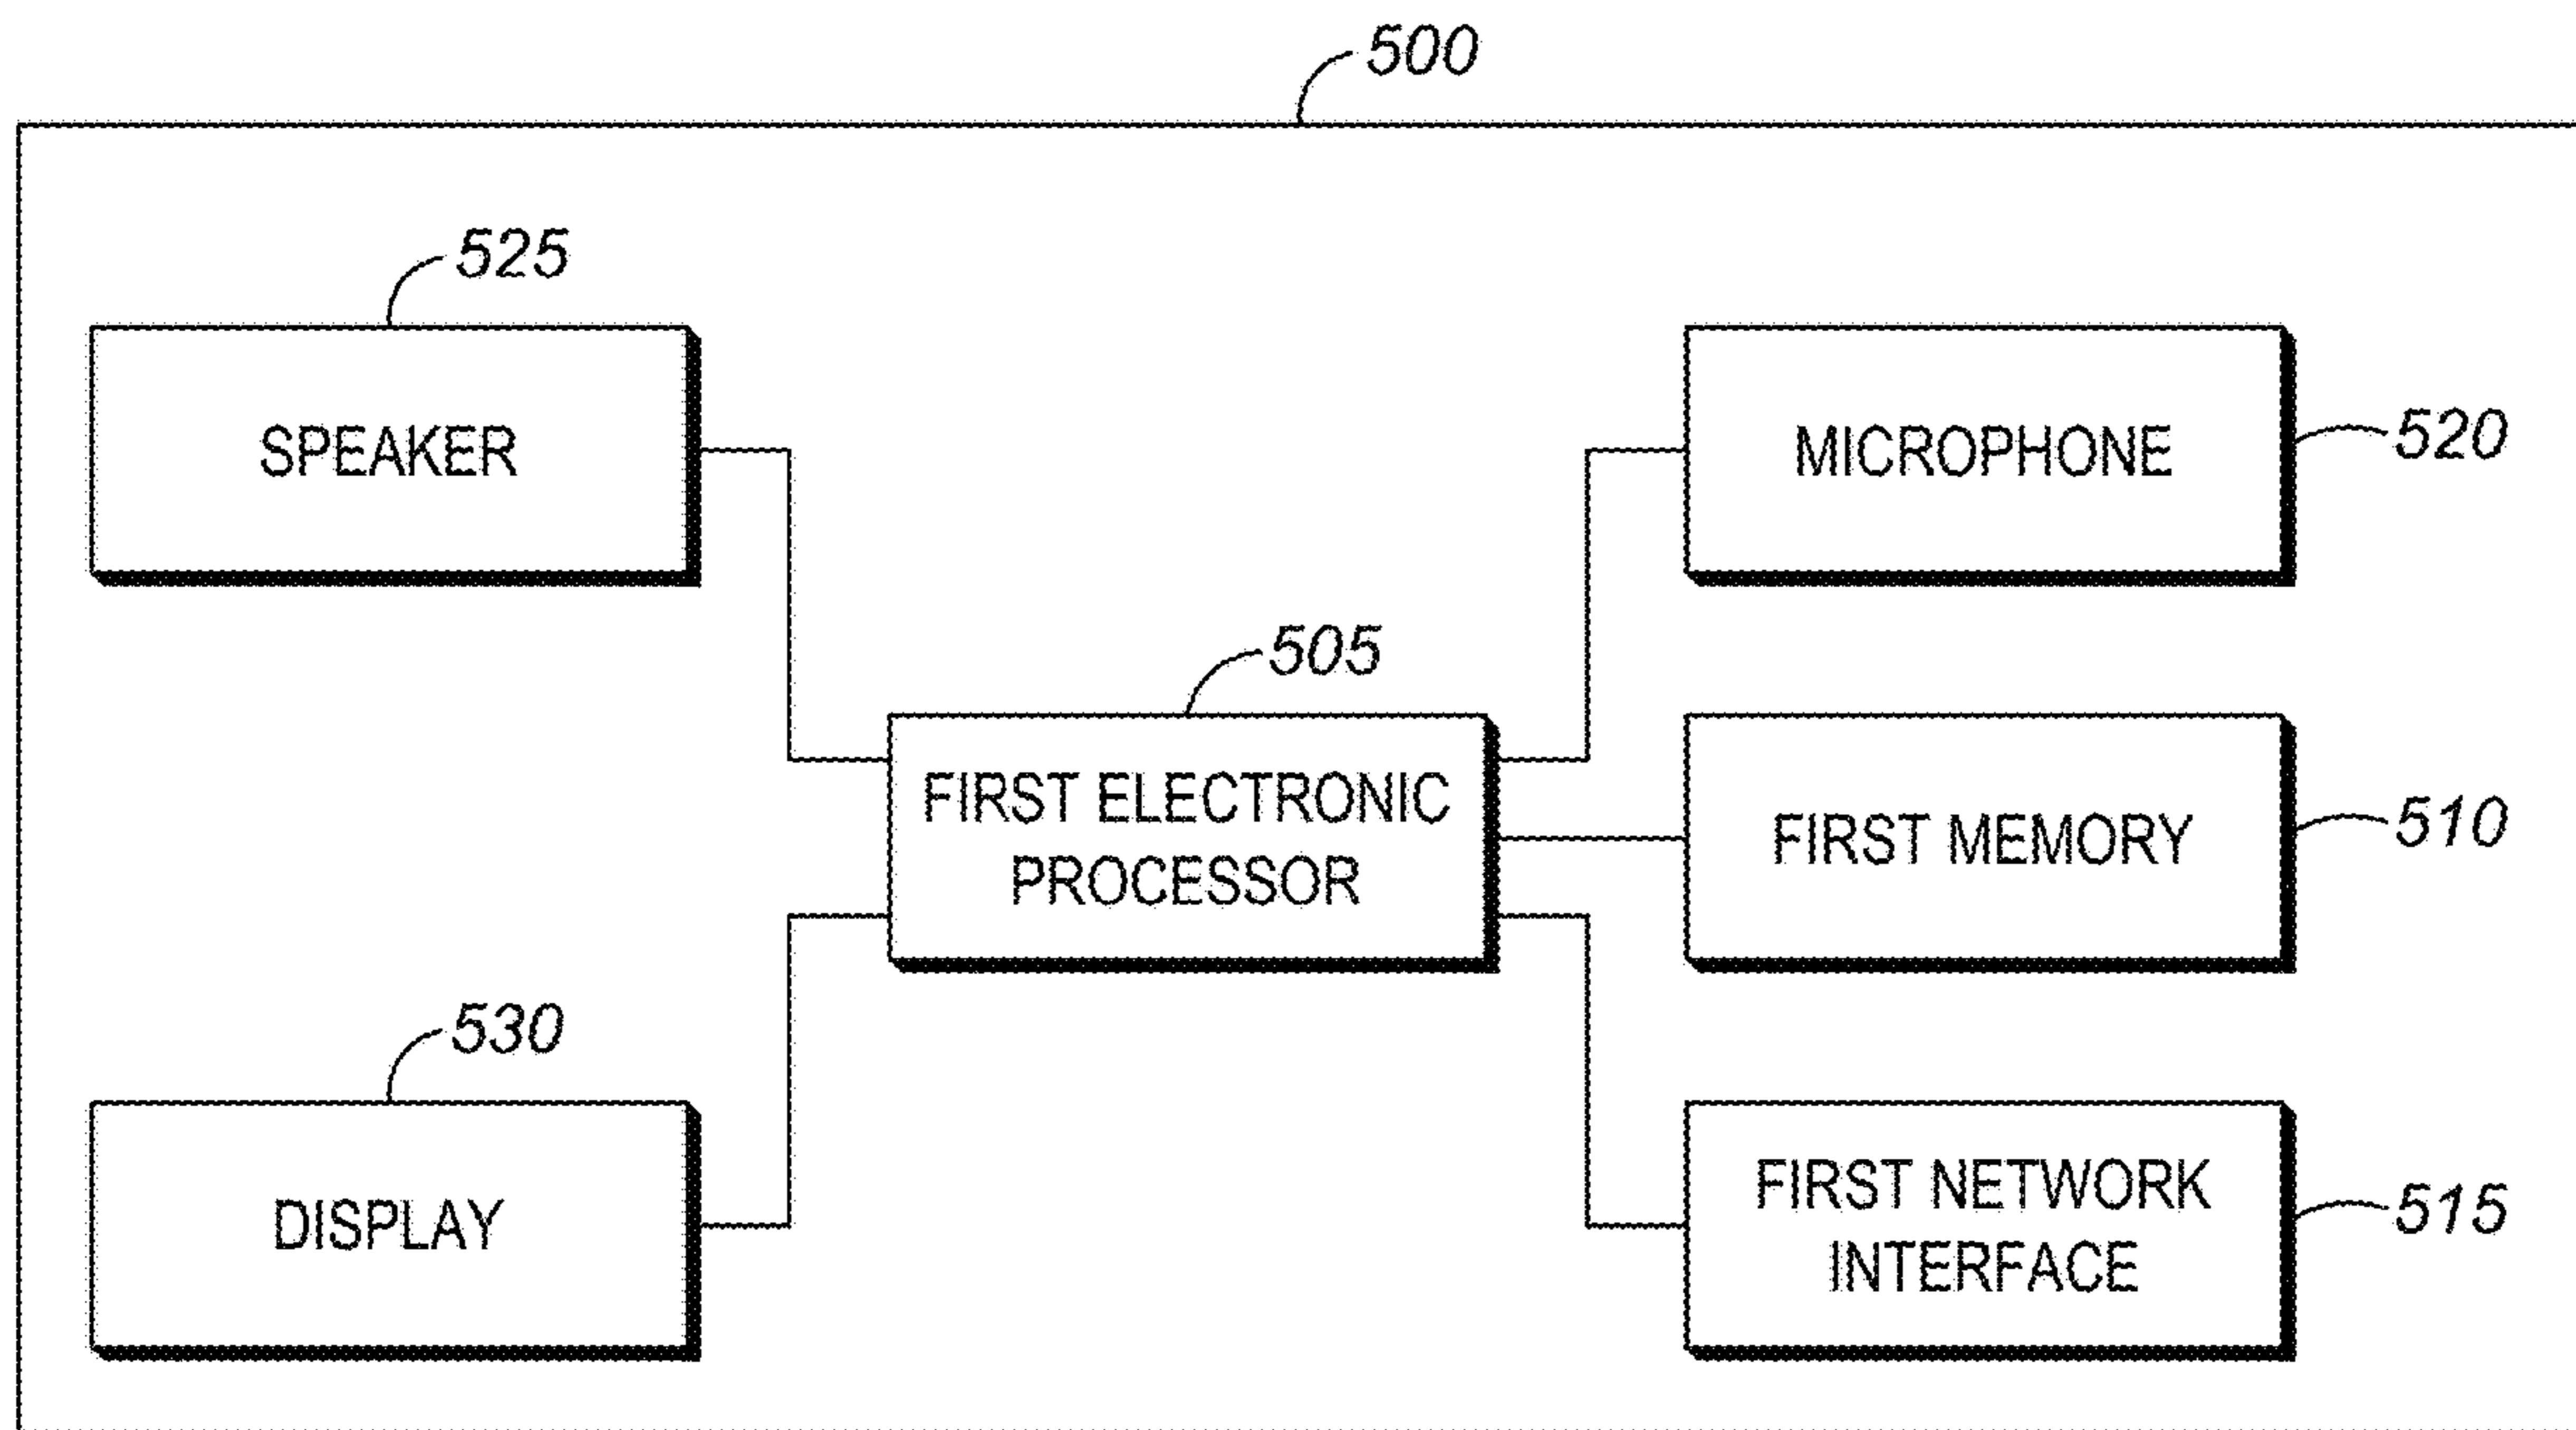 500
525
SPEAKER
MICROPHONE
520
505
FIRST ELECTRONIC
PROCESSOR
FIRST MEMORY
510
530
DISPLAY
FIRST NETWORK
INTERFACE
515